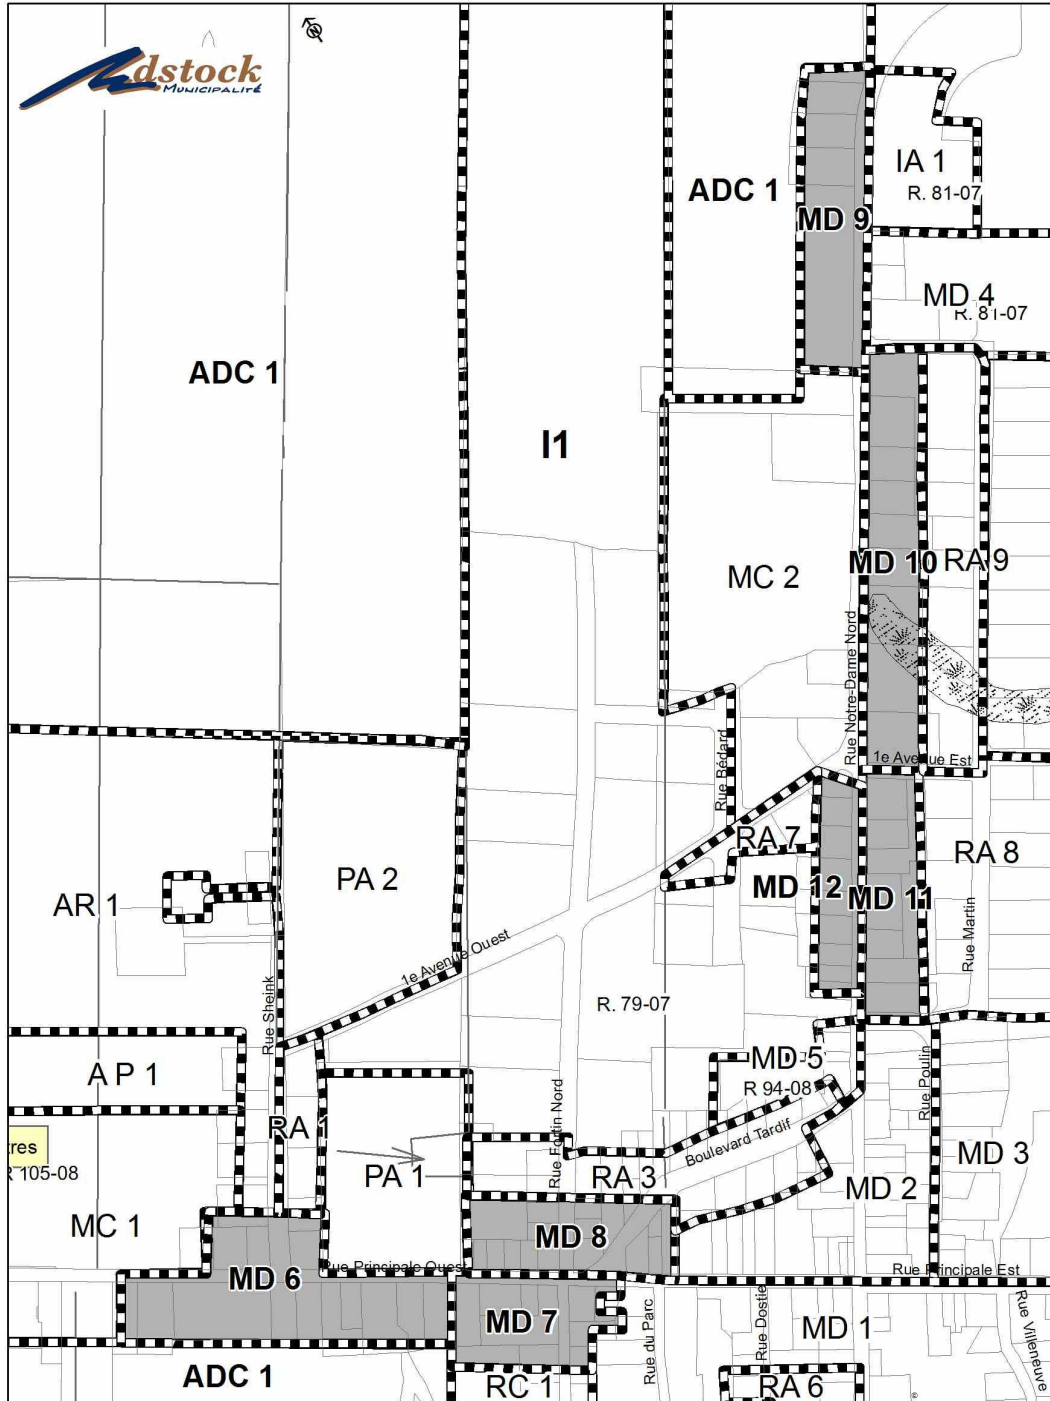 Adstock
MUNICIPALITÉ
ADC 1
MD 9
IA 1
R. 81-07
MD 4
R. 81-07
ADC 1
I1
MC 2
MD 10
RA 9
Rue Notre-Dame Nord
Rue Bédard
1e Avenue Est
RA 7
RA 8
PA 2
MD 12
MD 11
AR 1
1e Avenue Ouest
Rue Martin
Rue Sheink
R. 79-07
MD 5
R 94-08
A P 1
Rue Poulin
RA 1
Rue Fortin Nord
Boulevard Tardif
tres
R 105-08
PA 1
RA 3
MD 3
MD 2
MC 1
MD 8
Rue Principale Ouest
Rue Principale Est
MD 6
MD 7
Rue du Parc
Rue Dostie
MD 1
Rue Villeneuve
ADC 1
RC 1
RA 6